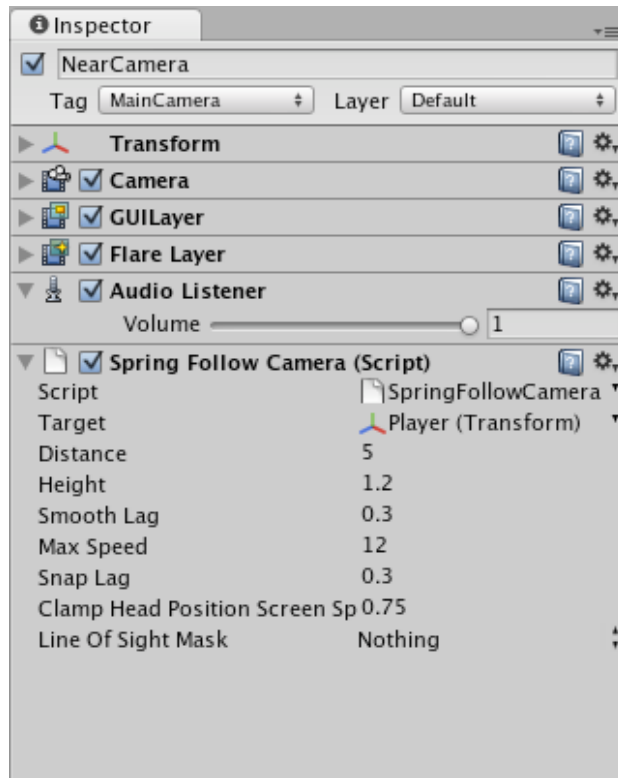 Inspector
NearCamera
Tag MainCamera Layer Default
Transform
Camera
GUILayer
Flare Layer
Audio Listener
Volume 1
Spring Follow Camera (Script)
Script SpringFollowCamera
Target Player (Transform)
Distance 5
Height 1.2
Smooth Lag 0.3
Max Speed 12
Snap Lag 0.3
Clamp Head Position Screen Sp 0.75
Line Of Sight Mask Nothing